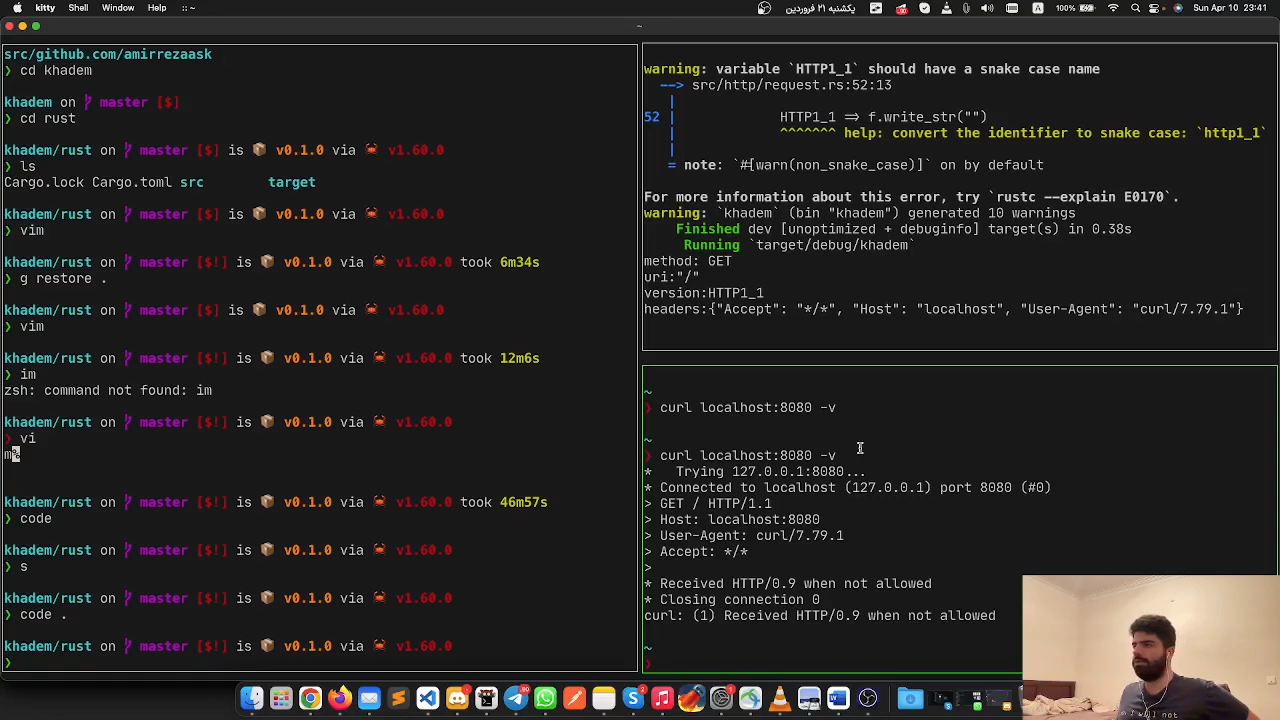 kitty Shell Edit Window Help :: ~
یکشنبه ۲۱ فروردین
A 100% Sun Apr 10 23:41
~
src/github.com/amirrezaask
❯ cd khadem
khadem on master [$]
❯ cd rust
khadem/rust on master [$] is 📦 v0.1.0 via 🦀 v1.60.0
❯ ls
Cargo.lock Cargo.toml src target
khadem/rust on master [$] is 📦 v0.1.0 via 🦀 v1.60.0
❯ vim
khadem/rust on master [$!] is 📦 v0.1.0 via 🦀 v1.60.0 took 6m34s
❯ g restore .
khadem/rust on master [$] is 📦 v0.1.0 via 🦀 v1.60.0
❯ vim
khadem/rust on master [$!] is 📦 v0.1.0 via 🦀 v1.60.0 took 12m6s
❯ im
zsh: command not found: im
khadem/rust on master [$!] is 📦 v0.1.0 via 🦀 v1.60.0
❯ vi
m%
khadem/rust on master [$!] is 📦 v0.1.0 via 🦀 v1.60.0 took 46m57s
❯ code
khadem/rust on master [$!] is 📦 v0.1.0 via 🦀 v1.60.0
❯ s
khadem/rust on master [$!] is 📦 v0.1.0 via 🦀 v1.60.0
❯ code .
khadem/rust on master [$!] is 📦 v0.1.0 via 🦀 v1.60.0
❯
warning: variable `HTTP1_1` should have a snake case name
--> src/http/request.rs:52:13
|
52 | HTTP1_1 => f.write_str("")
| ^^^^^^^ help: convert the identifier to snake case: `http1_1`
|
= note: `#[warn(non_snake_case)]` on by default
For more information about this error, try `rustc --explain E0170`.
warning: `khadem` (bin "khadem") generated 10 warnings
Finished dev [unoptimized + debuginfo] target(s) in 0.38s
Running `target/debug/khadem`
method: GET
uri:"/"
version:HTTP1_1
headers:{"Accept": "*/*", "Host": "localhost", "User-Agent": "curl/7.79.1"}
~
❯ curl localhost:8080 -v
~
❯ curl localhost:8080 -v
* Trying 127.0.0.1:8080...
* Connected to localhost (127.0.0.1) port 8080 (#0)
> GET / HTTP/1.1
> Host: localhost:8080
> User-Agent: curl/7.79.1
> Accept: */*
>
* Received HTTP/0.9 when not allowed
* Closing connection 0
curl: (1) Received HTTP/0.9 when not allowed
~
❯